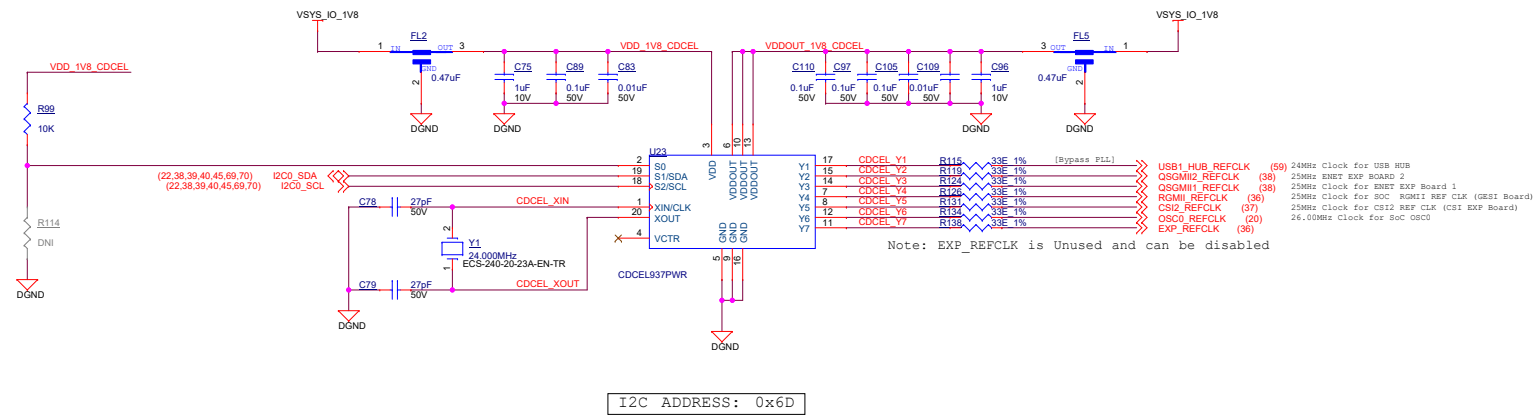 VSYS_IO_1V8
VSYS_IO_1V8
FL2
FL5
1 IN OUT 3
VDD_1V8_CDCEL
VDDOUT_1V8_CDCEL
3 OUT IN 1
GND
GND
VDD_1V8_CDCEL
0.47uF
0.47uF
2
2
C75
1uF
10V
C89
0.1uF
50V
C83
0.01uF
50V
C110
0.1uF
50V
C97
0.1uF
50V
C105
0.1uF
50V
C109
0.01uF
50V
C96
1uF
10V
R99
10K
DGND
DGND
DGND
DGND
3
6
10
13
U23
VDD
VDDOUT
VDDOUT
VDDOUT
2 S0
19 S1/SDA
18 S2/SCL
1 XIN/CLK
20 XOUT
4 VCTR
(22,38,39,40,45,69,70) I2C0_SDA
(22,38,39,40,45,69,70) I2C0_SCL
Y1 17 CDCEL_Y1 R115 33E 1% [Bypass PLL] USB1_HUB_REFCLK (59) 24MHz Clock for USB HUB
Y2 15 CDCEL_Y2 R119 33E 1% QSGMII2_REFCLK (38) 25MHz ENET EXP BOARD 2
Y3 14 CDCEL_Y3 R124 33E 1% QSGMII1_REFCLK (38) 25MHz Clock for ENET EXP Board 1
Y4 7 CDCEL_Y4 R126 33E 1% RGMII_REFCLK (36) 25MHz Clock for SOC RGMII REF CLK (GESI Board)
Y5 8 CDCEL_Y5 R131 33E 1% CSI2_REFCLK (37) 25MHz Clock for CSI2 REF CLK (CSI EXP Board)
Y6 12 CDCEL_Y6 R134 33E 1% OSC0_REFCLK (20) 26.00MHz Clock for SoC OSC0
Y7 11 CDCEL_Y7 R138 33E 1% EXP_REFCLK (36)
Note: EXP_REFCLK is Unused and can be disabled
R114
DNI
DGND
C78 27pF
50V
CDCEL_XIN
2
Y1
24.000MHz
ECS-240-20-23A-EN-TR
1
C79 27pF
50V
CDCEL_XOUT
DGND
GND
GND
GND
5
9
16
CDCEL937PWR
DGND
I2C ADDRESS: 0x6D